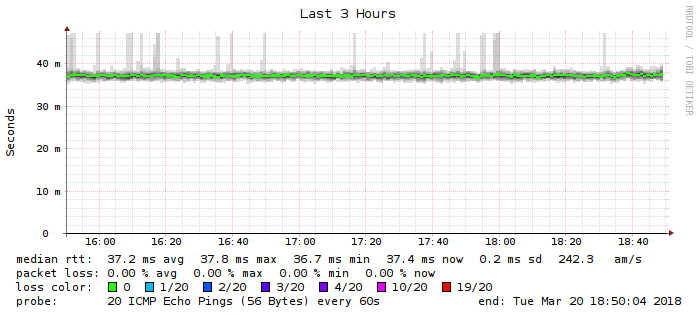 Last 3 Hours
RRDTOOL / TOBI OETIKER
Seconds
40 m
30 m
20 m
10 m
0
16:00 16:20 16:40 17:00 17:20 17:40 18:00 18:20 18:40
median rtt: 37.2 ms avg 37.8 ms max 36.7 ms min 37.4 ms now 0.2 ms sd 242.3 am/s
packet loss: 0.00 % avg 0.00 % max 0.00 % min 0.00 % now
loss color: 0 1/20 2/20 3/20 4/20 10/20 19/20
probe: 20 ICMP Echo Pings (56 Bytes) every 60s end: Tue Mar 20 18:50:04 2018